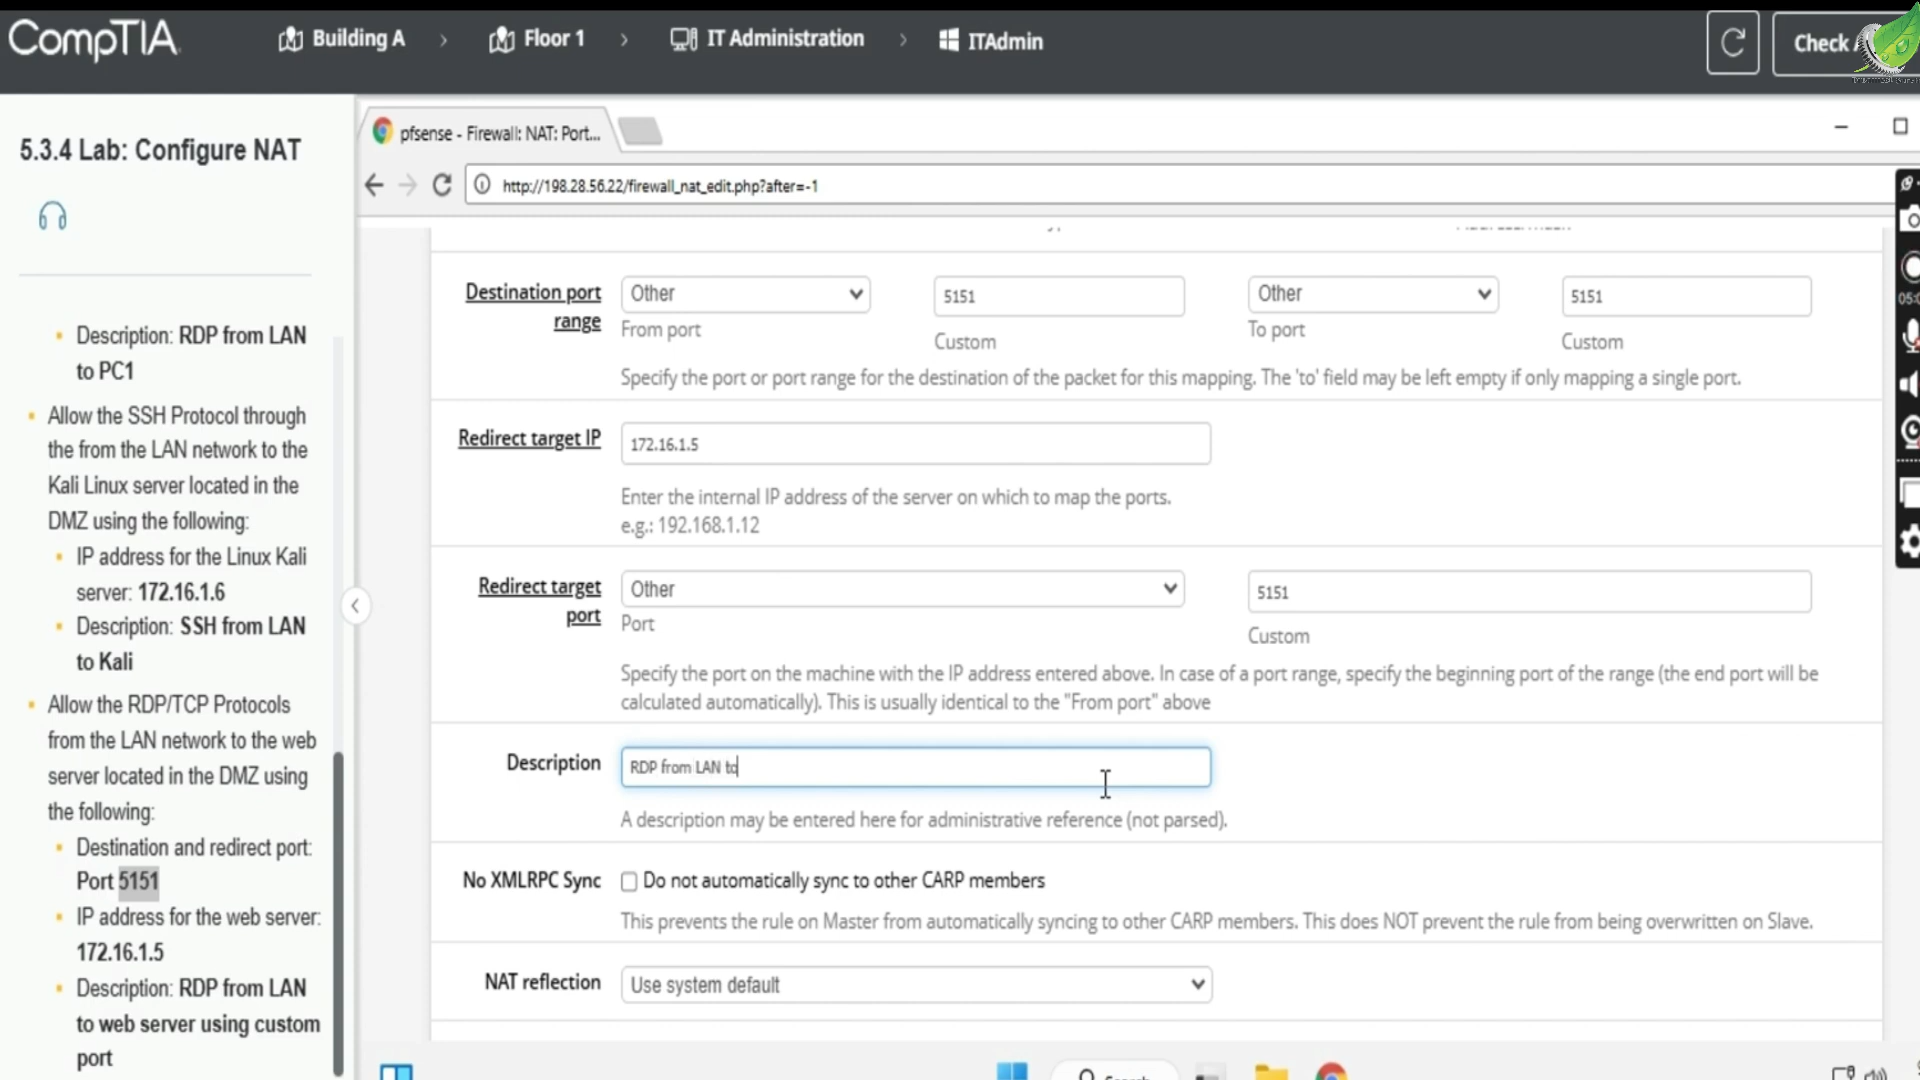 CompTIA
Building A > Floor 1 > IT Administration > ITAdmin
Check
5.3.4 Lab: Configure NAT
Description: RDP from LAN
to PC1
Allow the SSH Protocol through
the from the LAN network to the
Kali Linux server located in the
DMZ using the following:
IP address for the Linux Kali
server: 172.16.1.6
Description: SSH from LAN
to Kali
Allow the RDP/TCP Protocols
from the LAN network to the web
server located in the DMZ using
the following:
Destination and redirect port:
Port 5151
IP address for the web server:
172.16.1.5
Description: RDP from LAN
to web server using custom
port
pfsense - Firewall: NAT: Port...
http://198.28.56.22/firewall_nat_edit.php?after=-1
Destination port
range
Other
5151
Other
5151
From port
Custom
To port
Custom
Specify the port or port range for the destination of the packet for this mapping. The 'to' field may be left empty if only mapping a single port.
Redirect target IP
172.16.1.5
Enter the internal IP address of the server on which to map the ports.
e.g.: 192.168.1.12
Redirect target
port
Other
5151
Port
Custom
Specify the port on the machine with the IP address entered above. In case of a port range, specify the beginning port of the range (the end port will be
calculated automatically). This is usually identical to the "From port" above
Description
RDP from LAN to
A description may be entered here for administrative reference (not parsed).
No XMLRPC Sync
Do not automatically sync to other CARP members
This prevents the rule on Master from automatically syncing to other CARP members. This does NOT prevent the rule from being overwritten on Slave.
NAT reflection
Use system default
Search